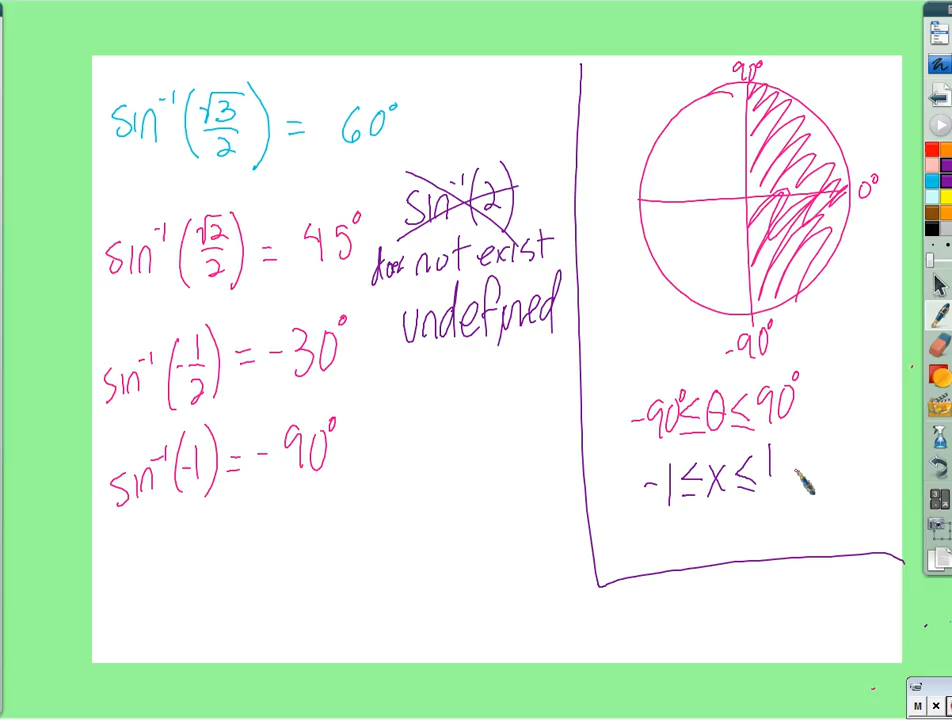 sin⁻¹(√3/2) = 60°
sin⁻¹(√2/2) = 45°
sin⁻¹(-1/2) = -30°
sin⁻¹(-1) = -90°
sin⁻¹(2)
does not exist
undefined
90°
0°
-90°
-90° ≤ θ ≤ 90°
-1 ≤ x ≤ 1
M